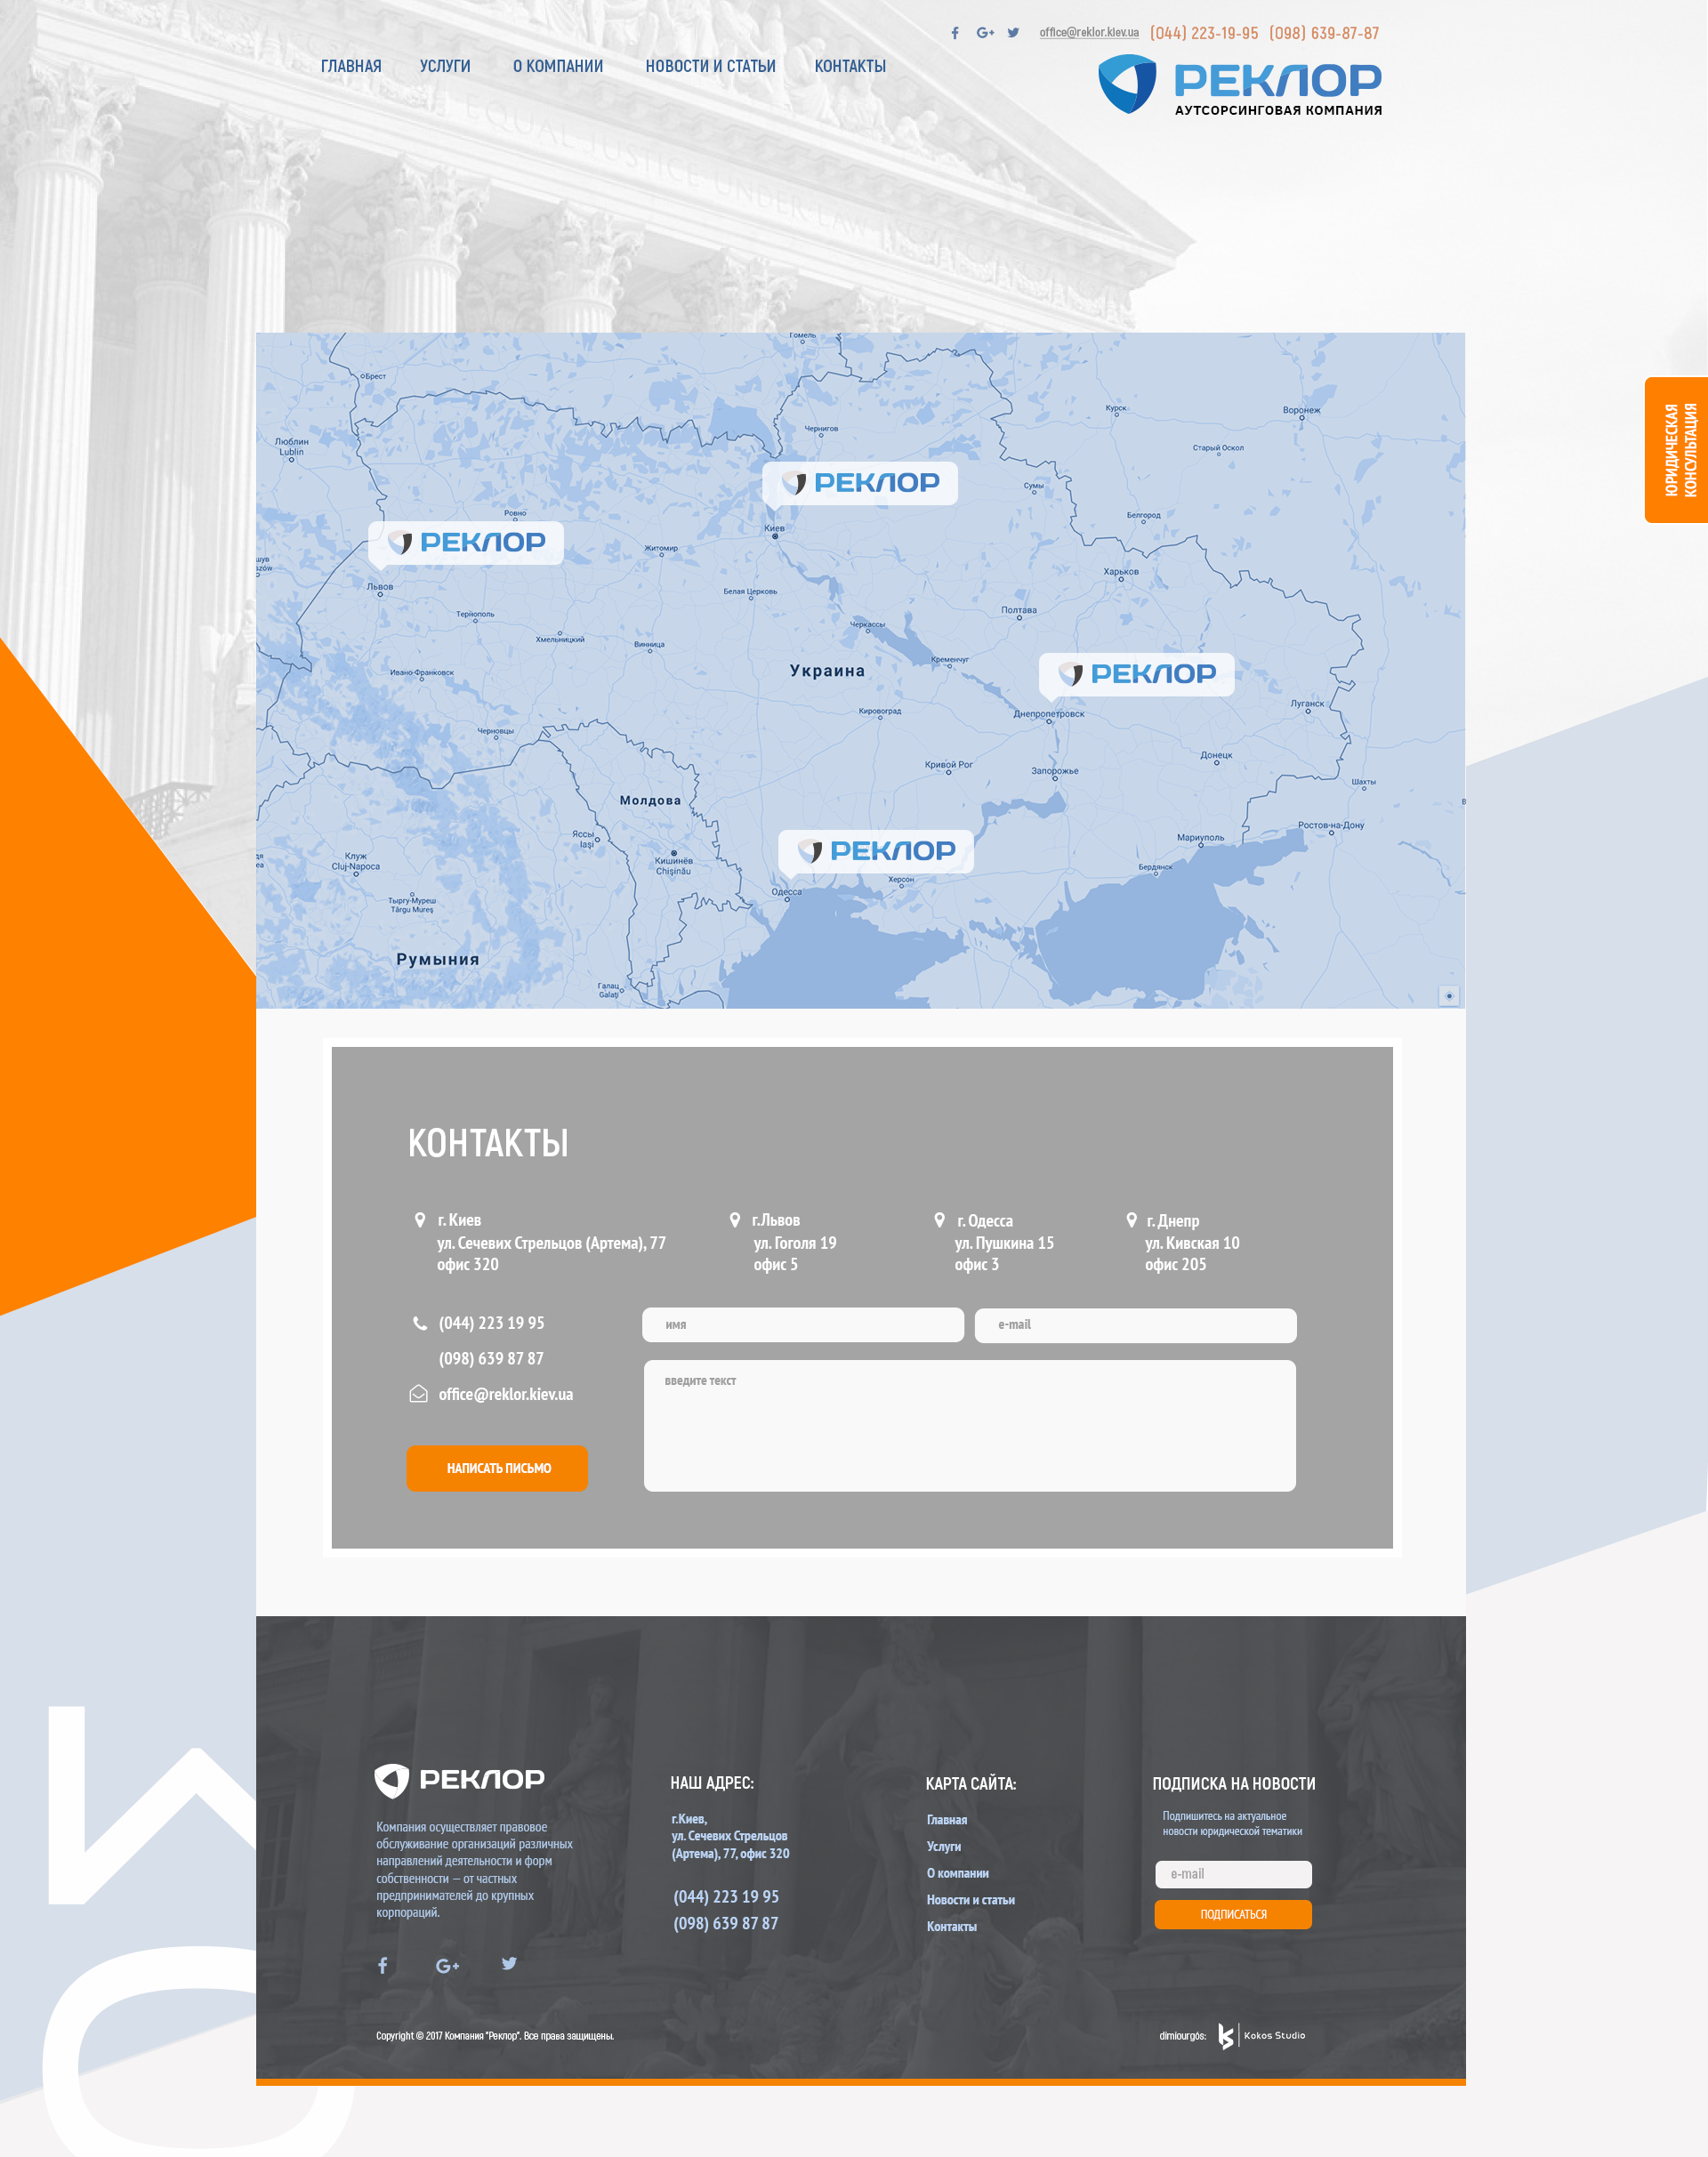 office@reklor.kiev.ua (044) 223-19-95 (098) 639-87-87
ГЛАВНАЯ УСЛУГИ О КОМПАНИИ НОВОСТИ И СТАТЬИ КОНТАКТЫ
РЕКЛОР
АУТСОРСИНГОВАЯ КОМПАНИЯ
EQUAL JUSTICE UNDER LAW
ЮРИДИЧЕСКАЯ
КОНСУЛЬТАЦИЯ
Гомель
Брест
Курск
Воронеж
Чернигов
Люблин
Lublin
Старый Оскол
РЕКЛОР
Сумы
Ровно
Белгород
Киев
РЕКЛОР
Житомир
шув
szów
Харьков
Львов
Белая Церковь
Тернополь
Полтава
Черкассы
Хмельницкий
Винница
Кременчуг
Украина
Ивано-Франковск
РЕКЛОР
Луганск
Кировоград
Днепропетровск
Черновцы
Донецк
Кривой Рог
Запорожье
Шахты
Молдова
Ростов-на-Дону
Яссы
Iași
Мариуполь
РЕКЛОР
Клуж
Cluj-Napoca
Кишинёв
Chișinău
Бердянск
Херсон
Одесса
Тыргу-Муреш
Târgu Mureș
Румыния
Галац
Galați
КОНТАКТЫ
г. Киев
ул. Сечевих Стрельцов (Артема), 77
офис 320
г.Львов
ул. Гоголя 19
офис 5
г. Одесса
ул. Пушкина 15
офис 3
г. Днепр
ул. Кивская 10
офис 205
(044) 223 19 95
(098) 639 87 87
office@reklor.kiev.ua
имя
e-mail
введите текст
НАПИСАТЬ ПИСЬМО
РЕКЛОР
Компания осуществляет правовое
обслуживание организаций различных
направлений деятельности и форм
собственности — от частных
предпринимателей до крупных
корпораций.
НАШ АДРЕС:
г.Киев,
ул. Сечевих Стрельцов
(Артема), 77, офис 320
(044) 223 19 95
(098) 639 87 87
КАРТА САЙТА:
Главная
Услуги
О компании
Новости и статьи
Контакты
ПОДПИСКА НА НОВОСТИ
Подпишитесь на актуальное
новости юридической тематики
e-mail
ПОДПИСАТЬСЯ
Copyright © 2017 Компания "Реклор". Все права защищены.
dimiourgós:
Kokos Studio